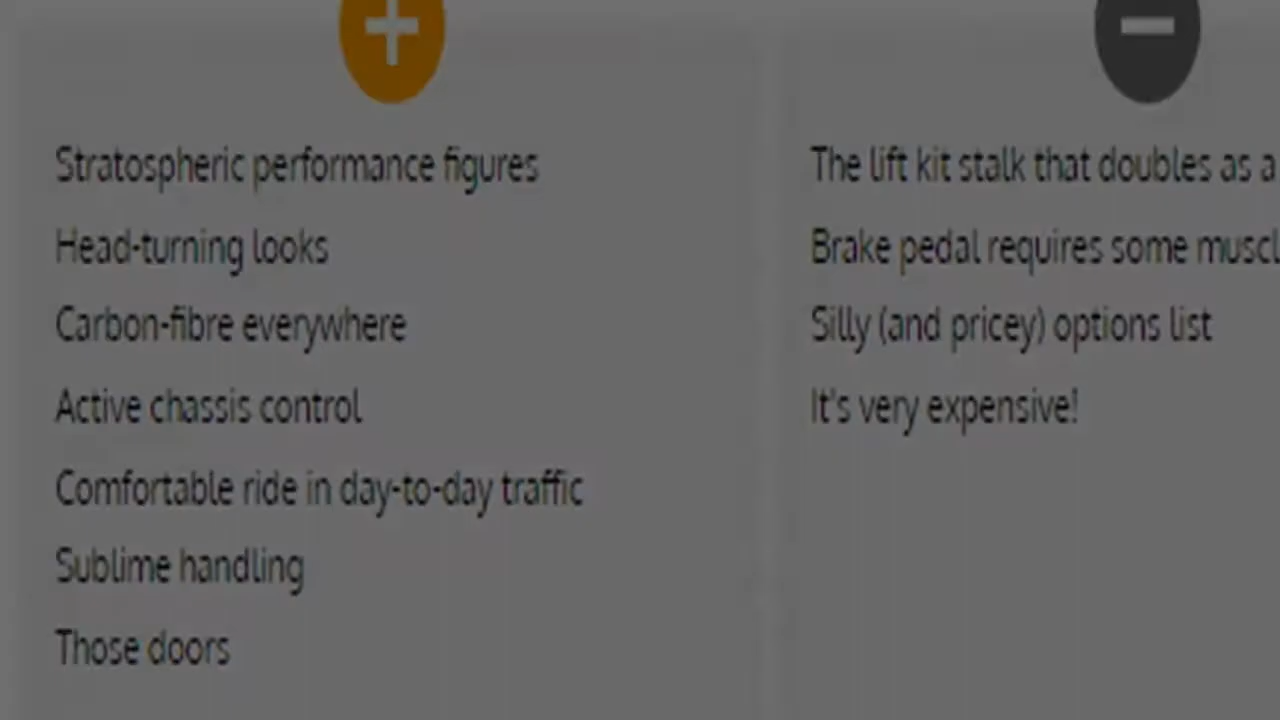 Stratospheric performance figures
Head-turning looks
Carbon-fibre everywhere
Active chassis control
Comfortable ride in day-to-day traffic
Sublime handling
Those doors
The lift kit stalk that doubles as a
Brake pedal requires some
Silly (and pricey) options list
It's very expensive!